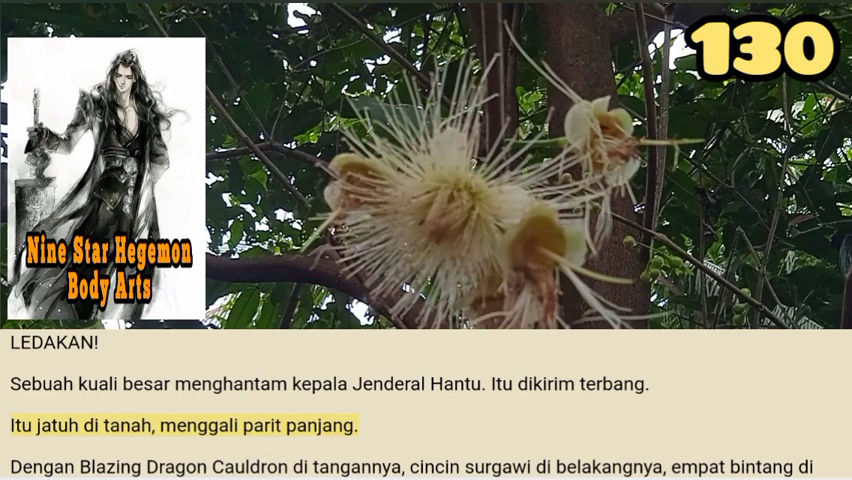 130
Nine Star Hegemon
Body Arts
LEDAKAN!
Sebuah kuali besar menghantam kepala Jenderal Hantu. Itu dikirim terbang.
Itu jatuh di tanah, menggali parit panjang.
Dengan Blazing Dragon Cauldron di tangannya, cincin surgawi di belakangnya, empat bintang di